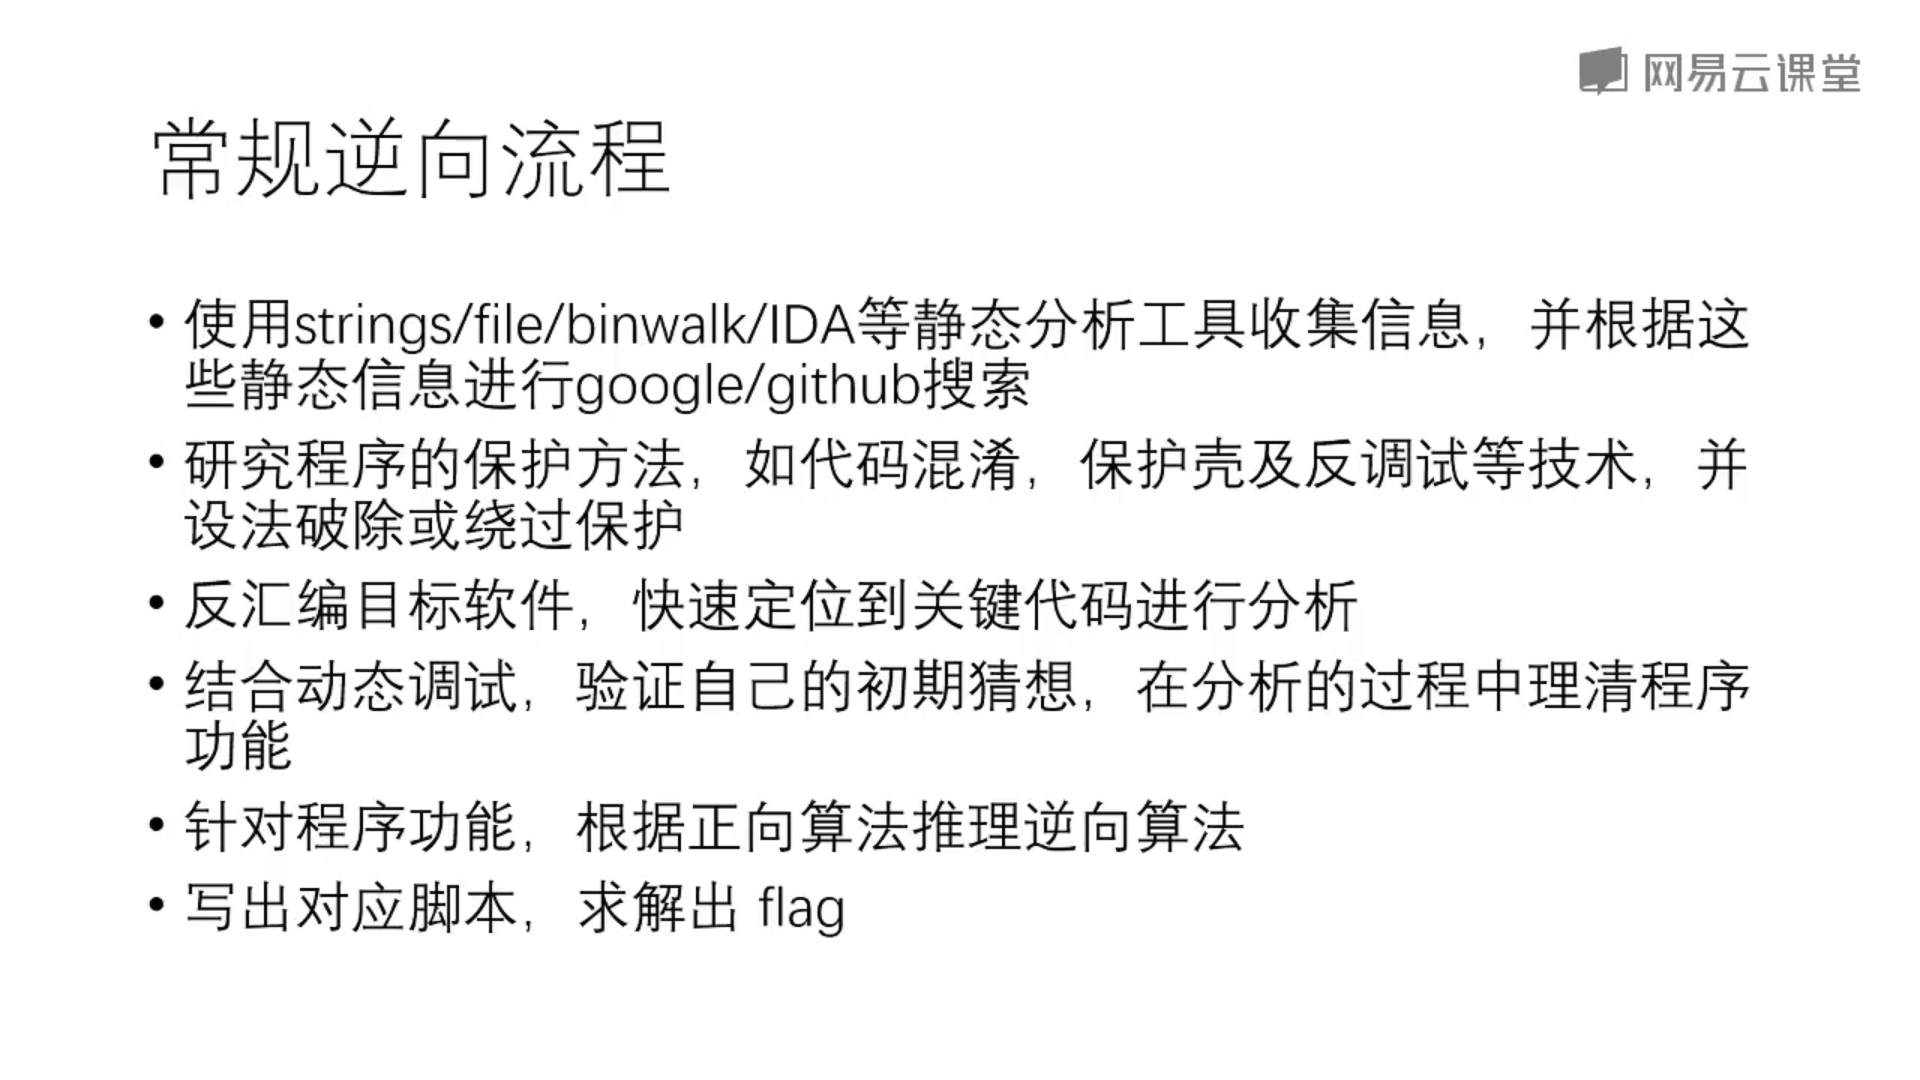 网易云课堂
常规逆向流程
• 使用strings/file/binwalk/IDA等静态分析工具收集信息，并根据这
些静态信息进行google/github搜索
• 研究程序的保护方法，如代码混淆，保护壳及反调试等技术，并
设法破除或绕过保护
• 反汇编目标软件，快速定位到关键代码进行分析
• 结合动态调试，验证自己的初期猜想，在分析的过程中理清程序
功能
• 针对程序功能，根据正向算法推理逆向算法
• 写出对应脚本，求解出 flag